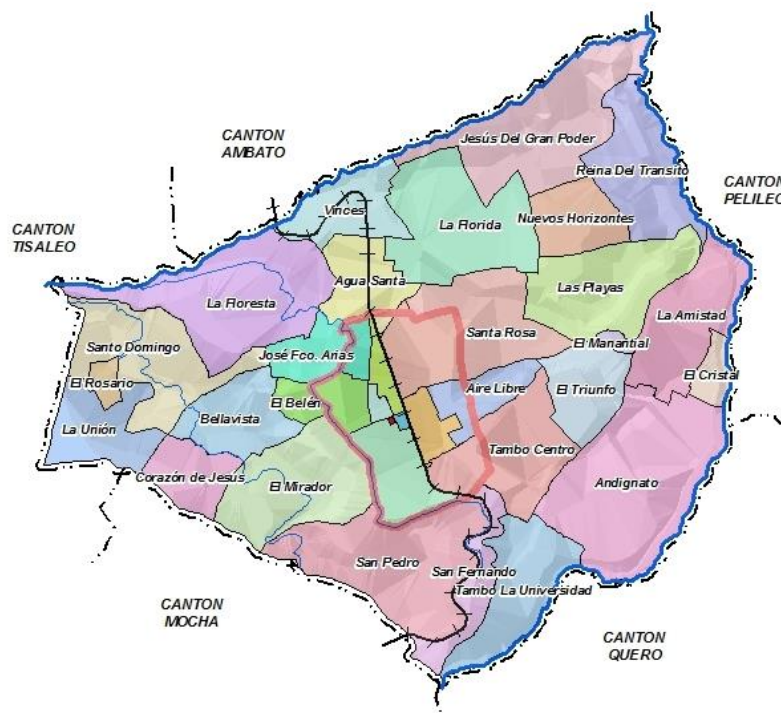 Jesús Del Gran Poder
CANTON
AMBATO
Reina Del Transito
CANTON
PELILEO
Vinces
La Florida
Nuevos Horizontes
CANTON
TISALEO
Agua Santa
Las Playas
La Floresta
La Amistad
Santa Rosa
Santo Domingo
El Manantial
José Fco. Arias
El Cristal
El Rosario
Aire Libre
El Triunfo
El Belén
Bellavista
La Unión
Tambo Centro
Corazón de Jesús
El Mirador
Andignato
San Pedro
San Fernando
Tambo La Universidad
CANTON
MOCHA
CANTON
QUERO